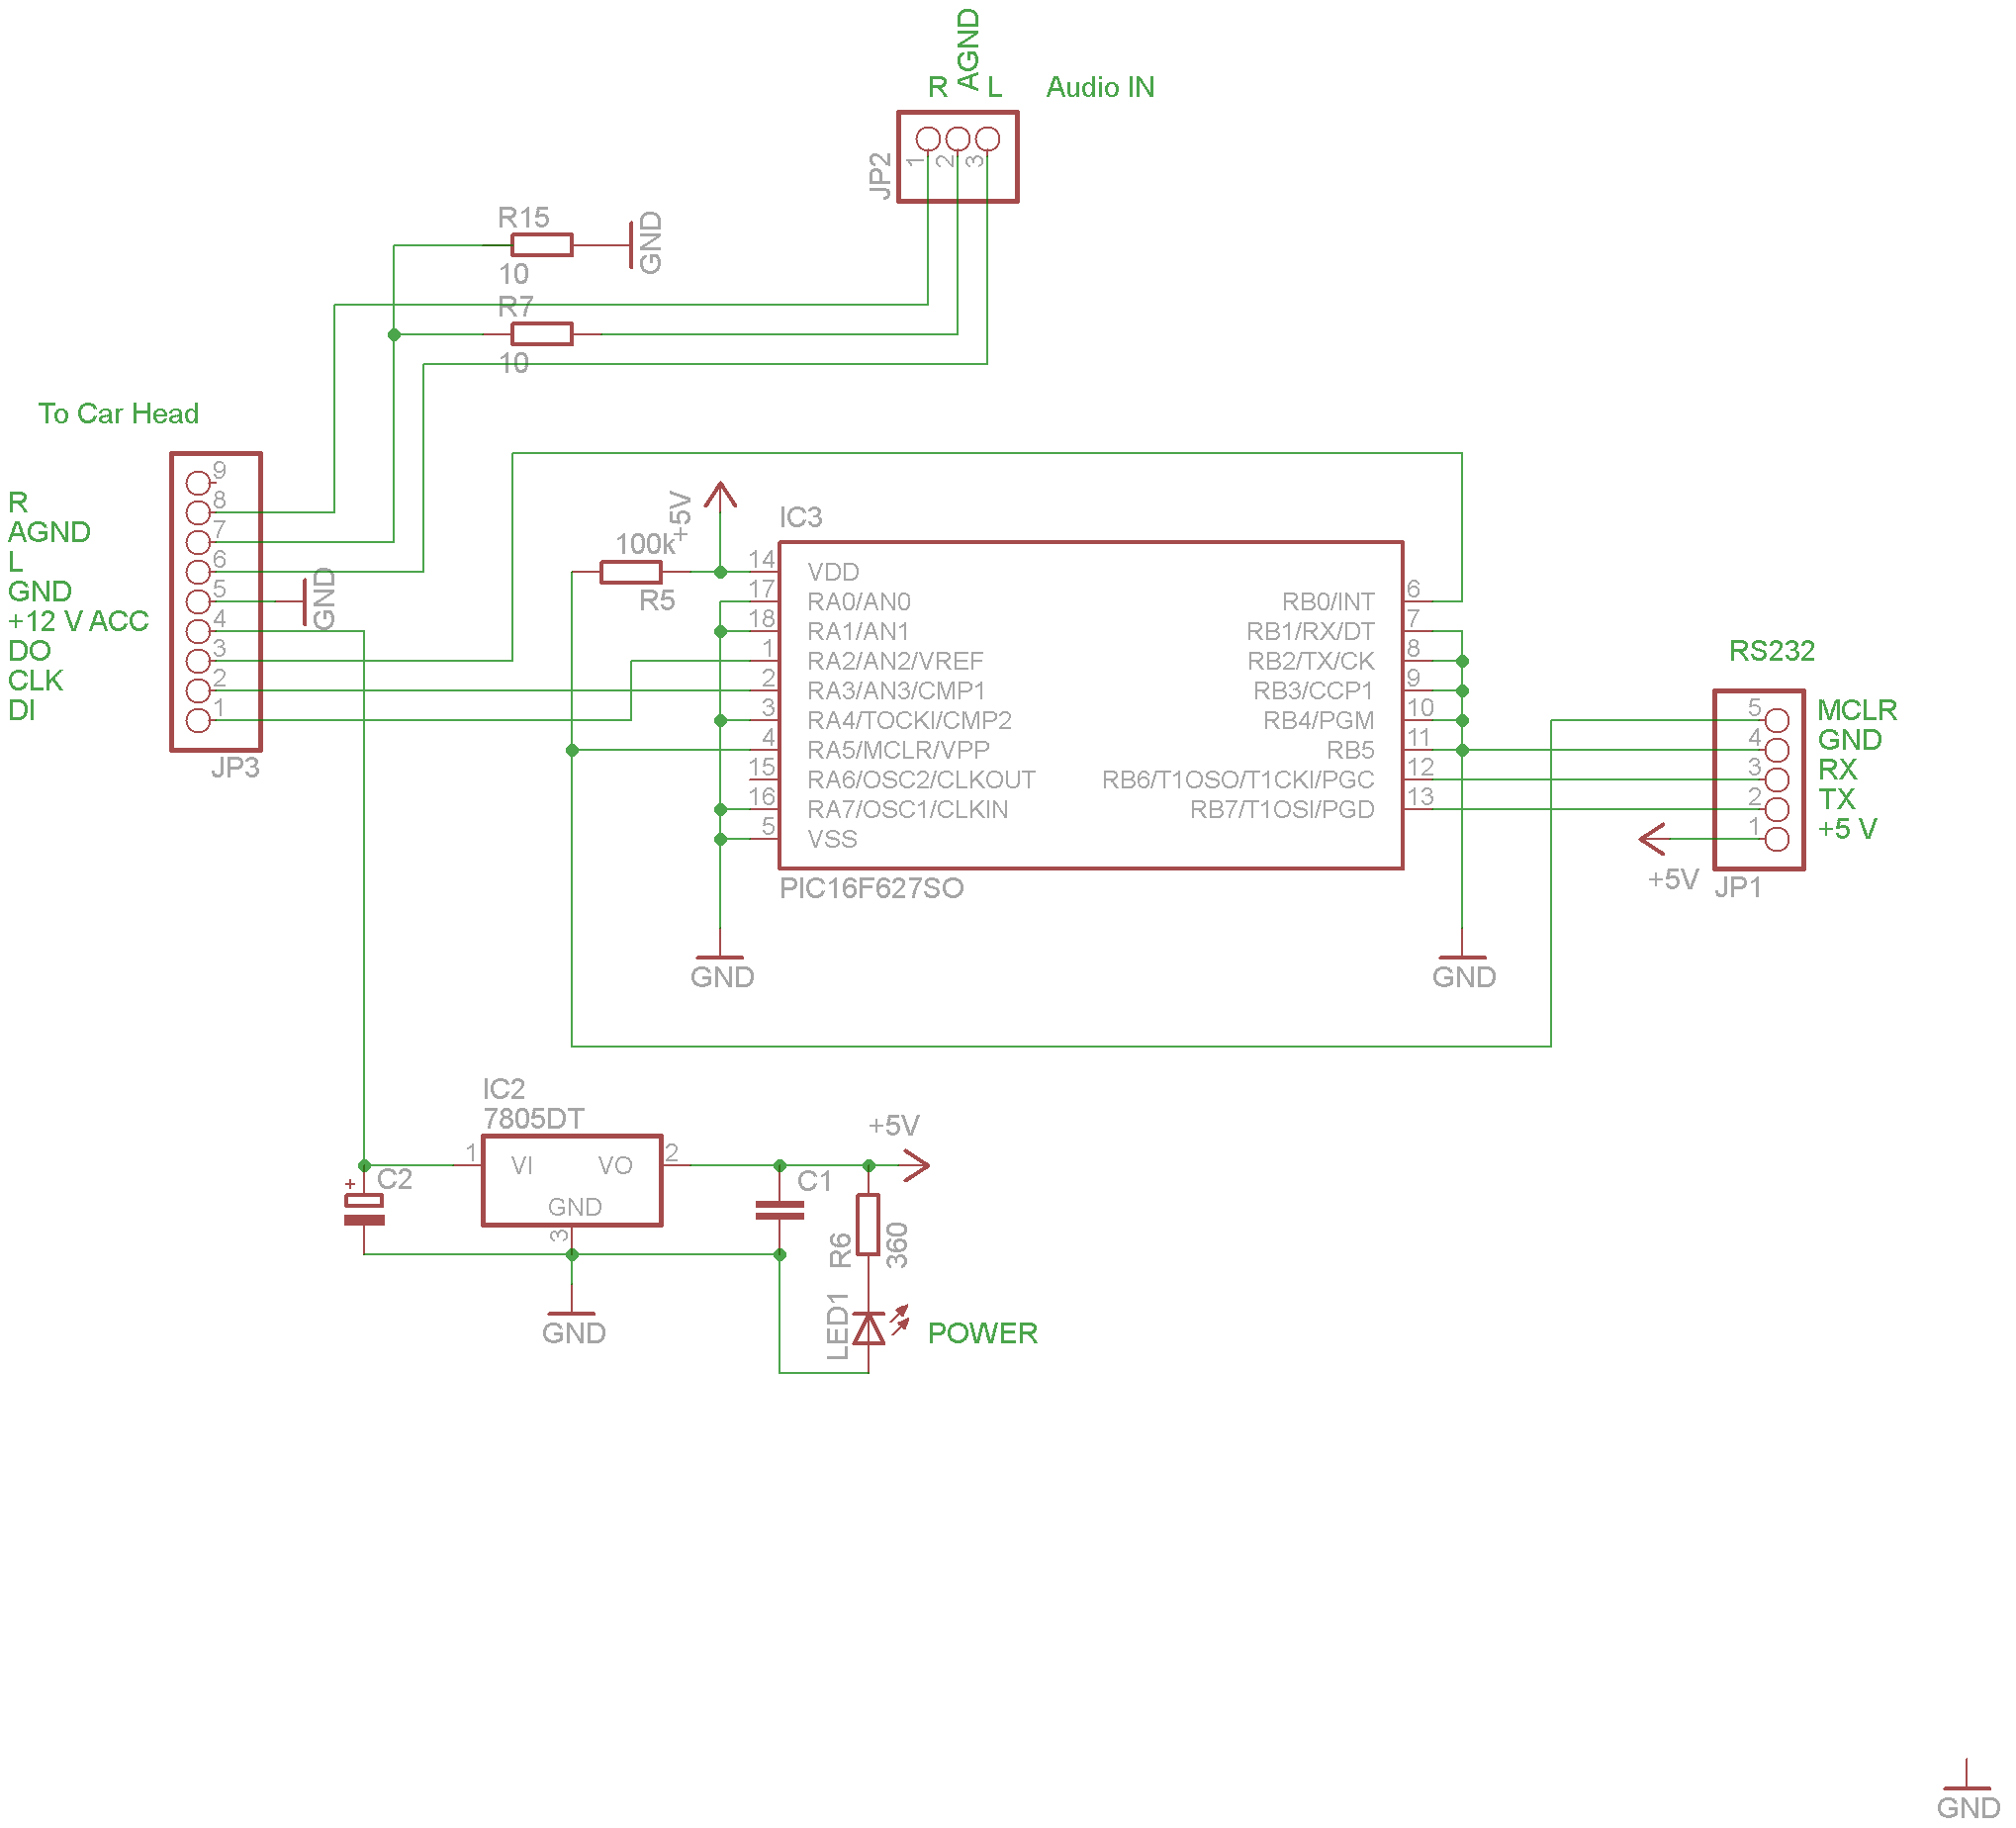 AGND
R L Audio IN
JP2
1 2 3
R15
10
GND
R7
10
To Car Head
R
AGND
L
GND
+12 V ACC
DO
CLK
DI
9
8
7
6
5
4
3
2
1
JP3
GND
+5V
100k
R5
IC3
14 VDD
17 RA0/AN0
18 RA1/AN1
1 RA2/AN2/VREF
2 RA3/AN3/CMP1
3 RA4/TOCKI/CMP2
4 RA5/MCLR/VPP
15 RA6/OSC2/CLKOUT
16 RA7/OSC1/CLKIN
5 VSS
RB0/INT 6
RB1/RX/DT 7
RB2/TX/CK 8
RB3/CCP1 9
RB4/PGM 10
RB5 11
RB6/T1OSO/T1CKI/PGC 12
RB7/T1OSI/PGD 13
PIC16F627SO
GND
GND
RS232
5 MCLR
4 GND
3 RX
2 TX
1 +5 V
+5V
JP1
IC2
7805DT
1 VI VO 2
GND
3
+ C2
GND
C1
+5V
R6
360
LED1
POWER
GND